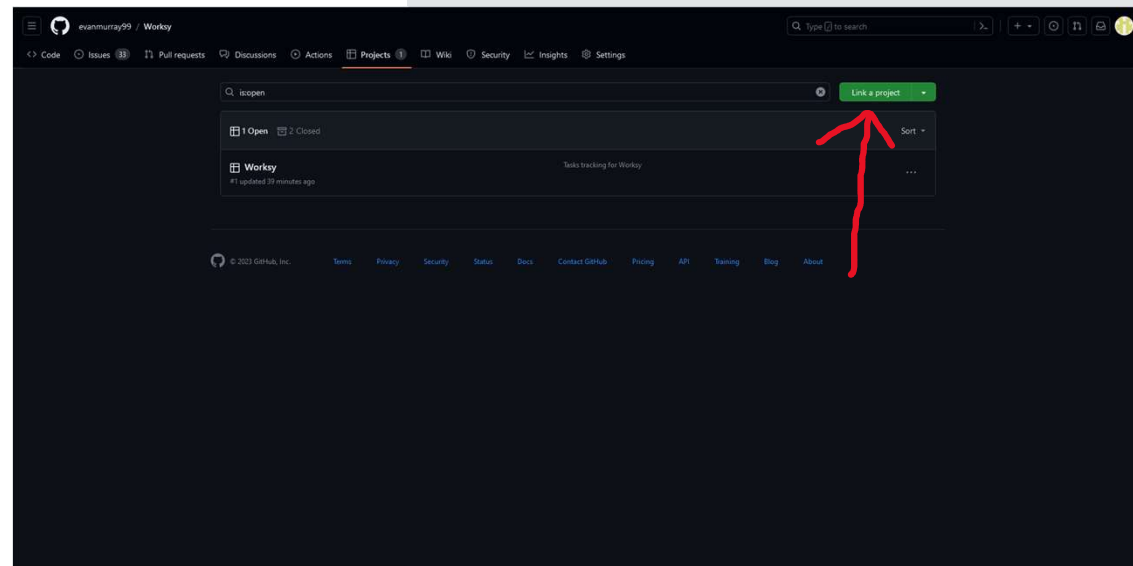 evanmurray99 / Worksy
Type / to search
Code
Issues 33
Pull requests
Discussions
Actions
Projects 1
Wiki
Security
Insights
Settings
is:open
Link a project
1 Open
2 Closed
Sort
Worksy
Tasks tracking for Worksy
#1 updated 39 minutes ago
© 2023 GitHub, Inc.
Terms
Privacy
Security
Status
Docs
Contact GitHub
Pricing
API
Training
Blog
About